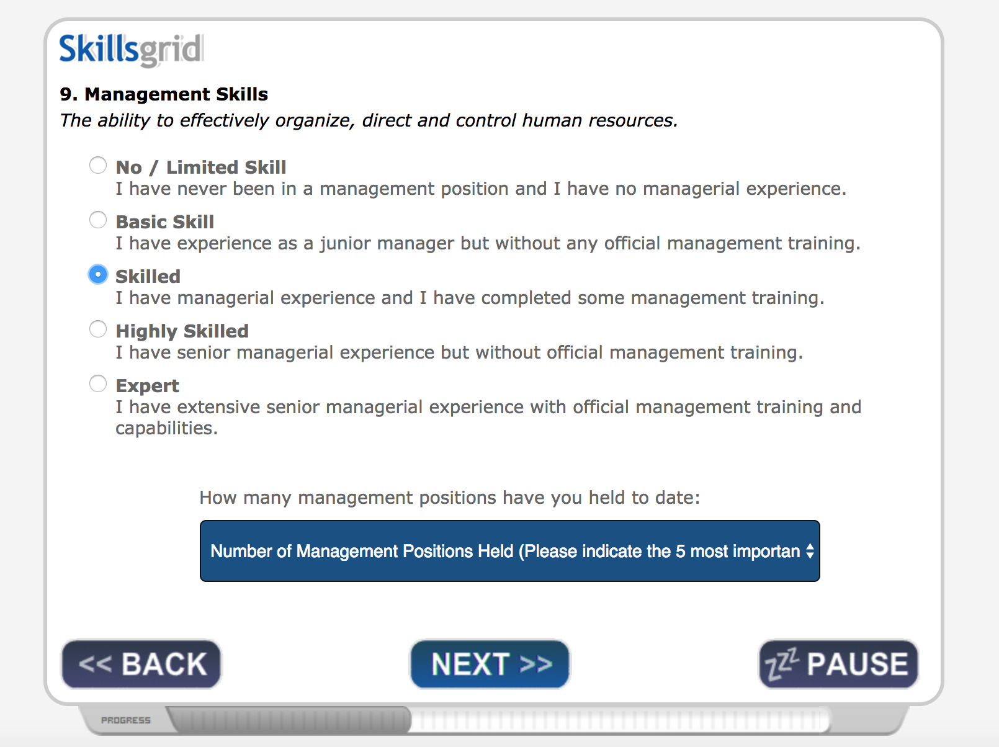 Skillsgrid
9. Management Skills
The ability to effectively organize, direct and control human resources.
No / Limited Skill
I have never been in a management position and I have no managerial experience.
Basic Skill
I have experience as a junior manager but without any official management training.
Skilled
I have managerial experience and I have completed some management training.
Highly Skilled
I have senior managerial experience but without official management training.
Expert
I have extensive senior managerial experience with official management training and
capabilities.
How many management positions have you held to date:
Number of Management Positions Held (Please indicate the 5 most importan
<< BACK
NEXT >>
zzz PAUSE
PROGRESS